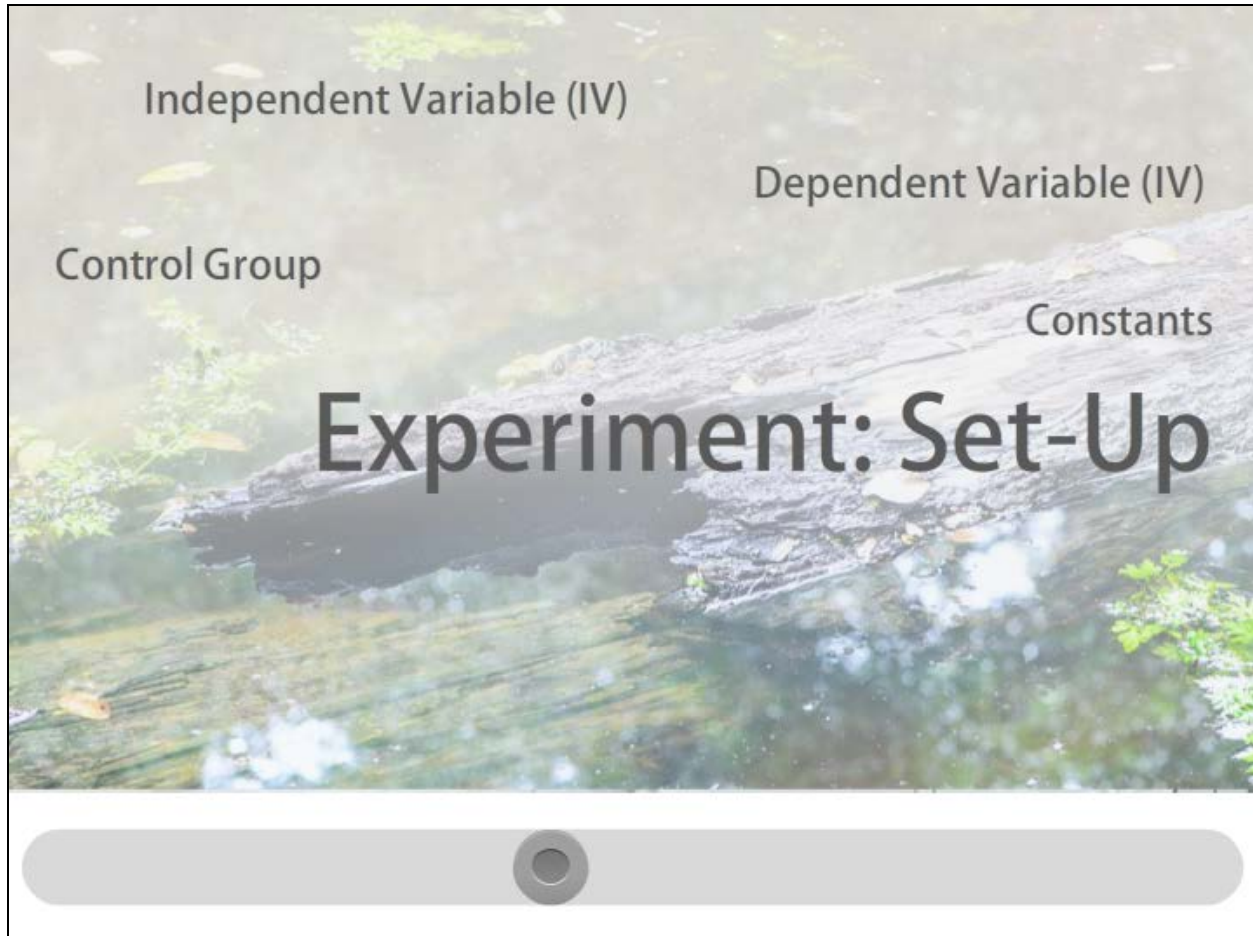 Independent Variable (IV)
Dependent Variable (IV)
Control Group
Constants
Experiment: Set-Up